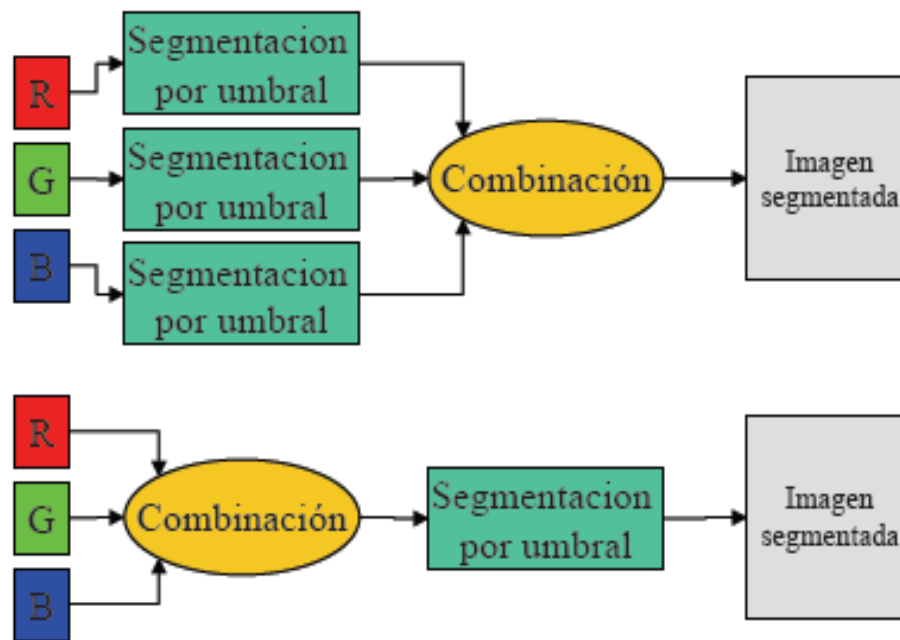 R
Segmentacion
por umbral
G
Segmentacion
por umbral
B
Segmentacion
por umbral
Combinación
Imagen
segmentada
R
G
B
Combinación
Segmentacion
por umbral
Imagen
segmentada